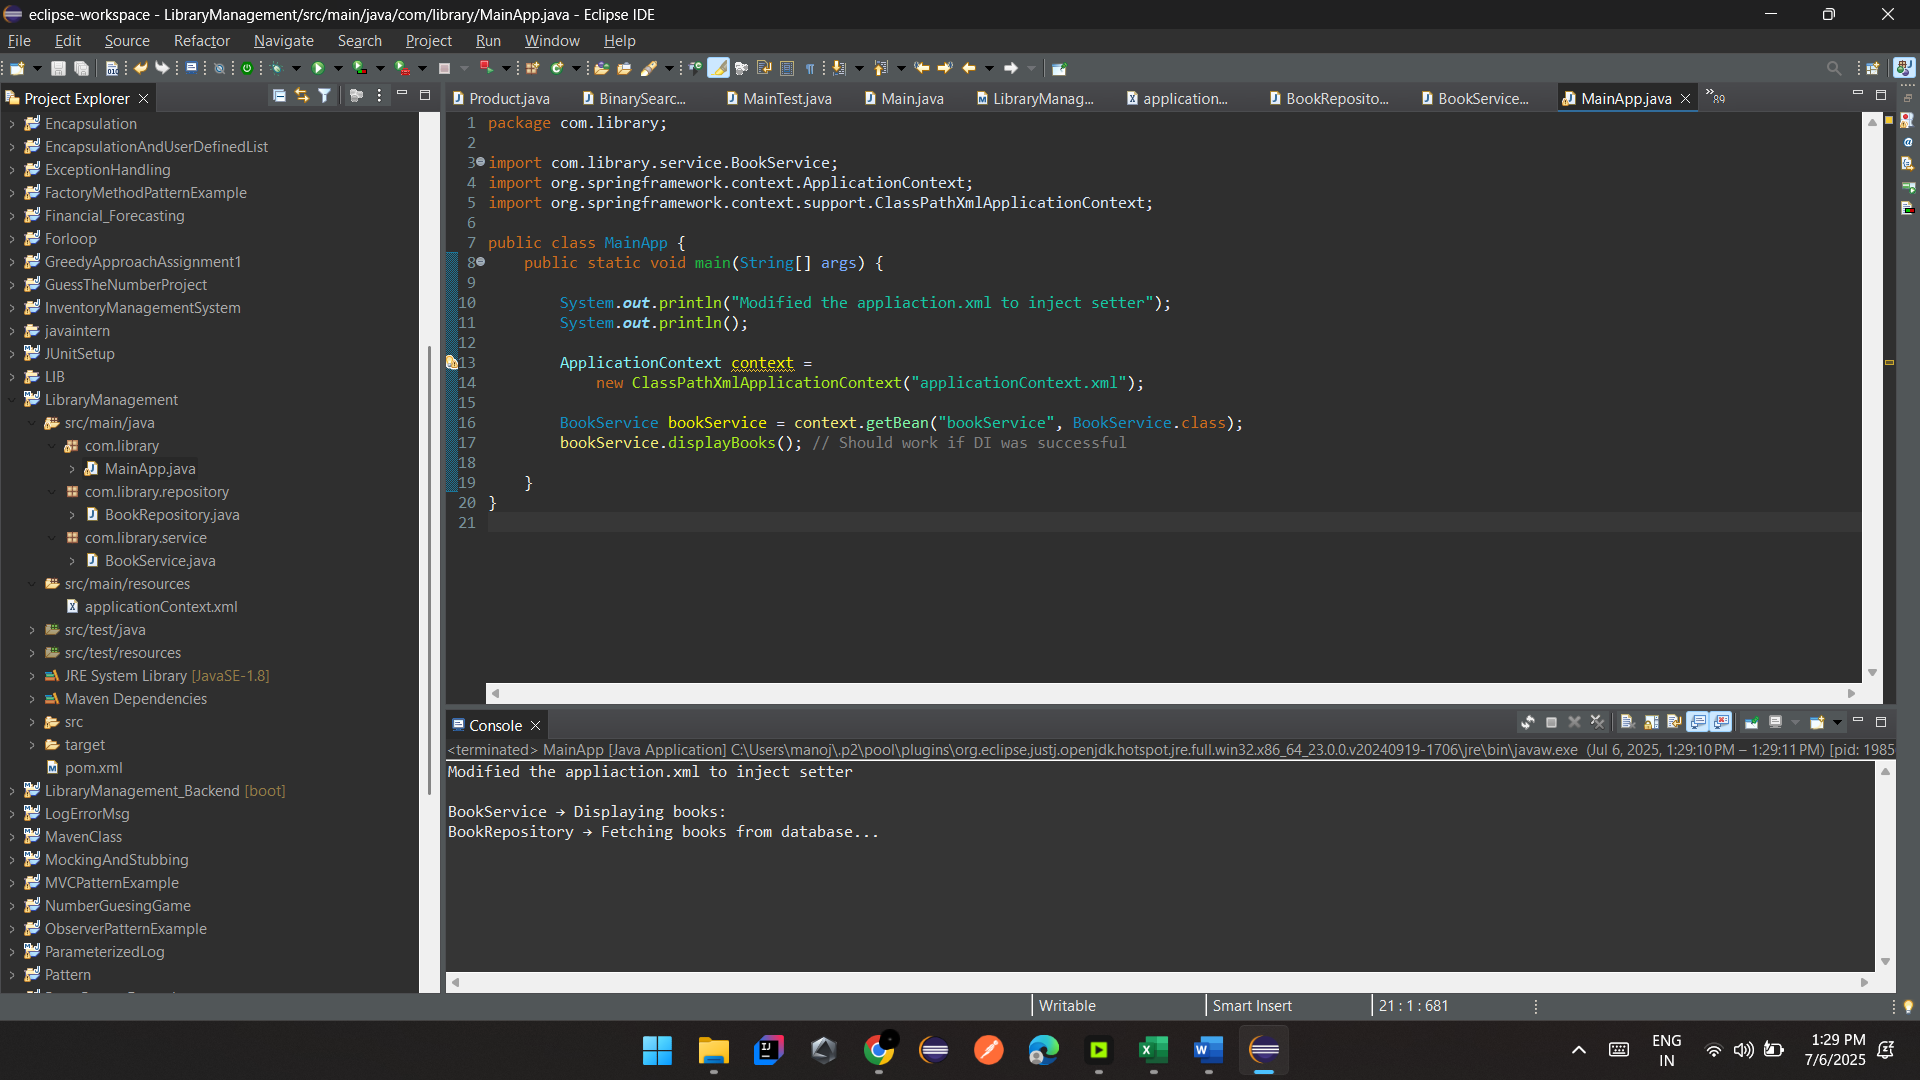 eclipse-workspace - LibraryManagement/src/main/java/com/library/MainApp.java - Eclipse IDE
File Edit Source Refactor Navigate Search Project Run Window Help
Project Explorer
Encapsulation
EncapsulationAndUserDefinedList
ExceptionHandling
FactoryMethodPatternExample
Financial_Forecasting
Forloop
GreedyApproachAssignment1
GuessTheNumberProject
InventoryManagementSystem
javaintern
JUnitSetup
LIB
LibraryManagement
src/main/java
com.library
MainApp.java
com.library.repository
BookRepository.java
com.library.service
BookService.java
src/main/resources
applicationContext.xml
src/test/java
src/test/resources
JRE System Library [JavaSE-1.8]
Maven Dependencies
src
target
pom.xml
LibraryManagement_Backend [boot]
LogErrorMsg
MavenClass
MockingAndStubbing
MVCPatternExample
NumberGuesingGame
ObserverPatternExample
ParameterizedLog
Pattern
Product.java BinarySearc... MainTest.java Main.java LibraryManag... application... BookReposito... BookService... MainApp.java »89
1 package com.library;
2
3 import com.library.service.BookService;
4 import org.springframework.context.ApplicationContext;
5 import org.springframework.context.support.ClassPathXmlApplicationContext;
6
7 public class MainApp {
8 public static void main(String[] args) {
9
10 System.out.println("Modified the appliaction.xml to inject setter");
11 System.out.println();
12
13 ApplicationContext context =
14 new ClassPathXmlApplicationContext("applicationContext.xml");
15
16 BookService bookService = context.getBean("bookService", BookService.class);
17 bookService.displayBooks(); // Should work if DI was successful
18
19 }
20 }
21
Console
<terminated> MainApp [Java Application] C:\Users\manoj\.p2\pool\plugins\org.eclipse.justj.openjdk.hotspot.jre.full.win32.x86_64_23.0.0.v20240919-1706\jre\bin\javaw.exe (Jul 6, 2025, 1:29:10 PM – 1:29:11 PM) [pid: 1985
Modified the appliaction.xml to inject setter
BookService → Displaying books:
BookRepository → Fetching books from database...
Writable Smart Insert 21 : 1 : 681
ENG
IN
1:29 PM
7/6/2025